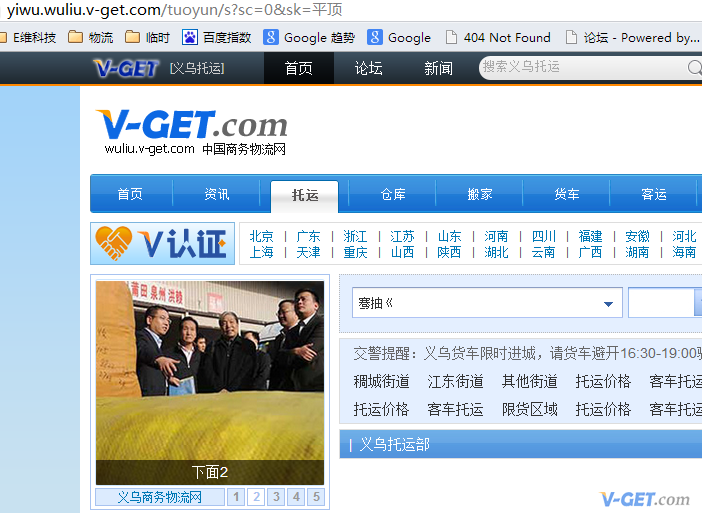 yiwu.wuliu.v-get.com/tuoyun/s?sc=0&sk=平顶
E维科技 物流 临时 百度指数 Google 趋势 Google 404 Not Found 论坛 - Powered by...
V-GET [义乌托运] 首页 论坛 新闻 搜索义乌托运
V-GET.com
wuliu.v-get.com 中国商务物流网
首页 资讯 托运 仓库 搬家 货车 客运
V认证
北京 | 广东 | 浙江 | 江苏 | 山东 | 河南 | 四川 | 福建 | 安徽 | 河北
上海 | 天津 | 重庆 | 山西 | 陕西 | 湖北 | 云南 | 广西 | 湖南 | 海南
莆田 泉州 洪濑
下面2
义乌商务物流网 1 2 3 4 5
骞抽《
交警提醒：义乌货车限时进城，请货车避开16:30-19:00
稠城街道 江东街道 其他街道 托运价格 客车托运
托运价格 客车托运 限货区域 托运价格 客车托运
| 义乌托运部
V-GET.com